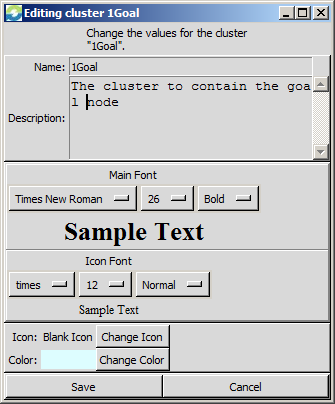 Editing cluster 1Goal
Change the values for the cluster
"1Goal".
Name: 1Goal
The cluster to contain the goa
l node
Description:
Main Font
Times New Roman 26 Bold
Sample Text
Icon Font
times 12 Normal
Sample Text
Icon: Blank Icon Change Icon
Color: Change Color
Save Cancel